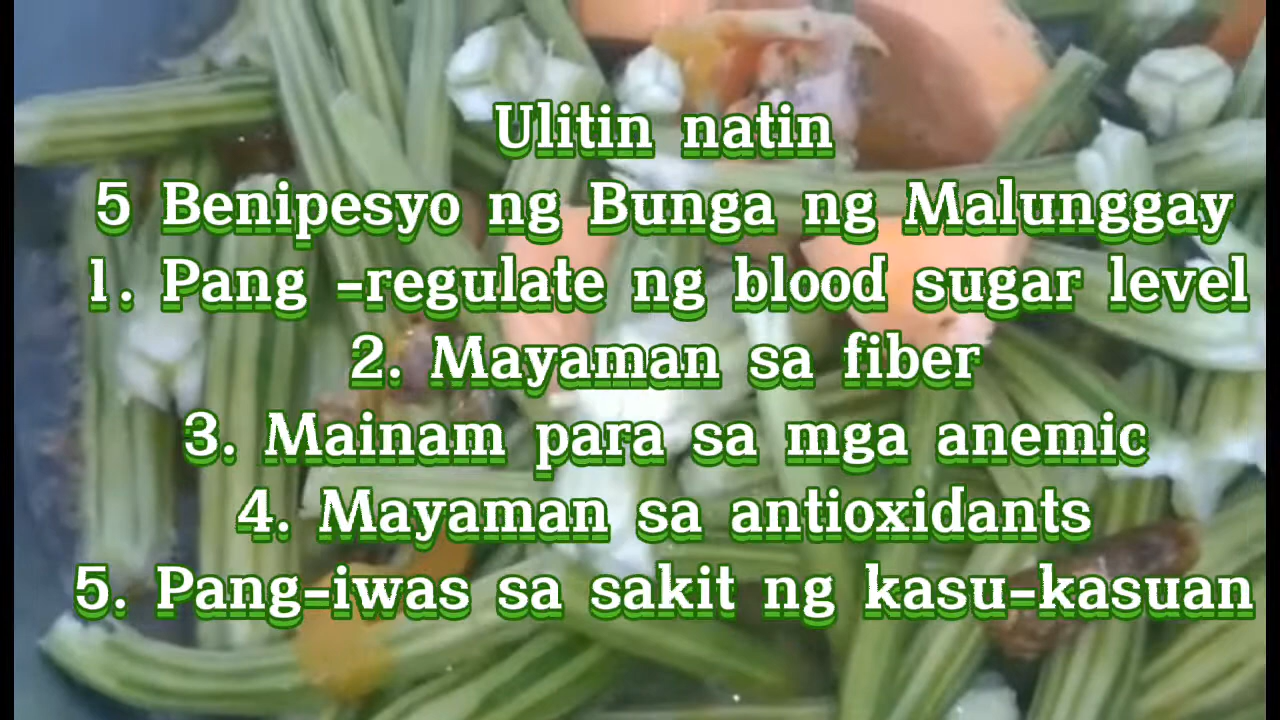 Ulitin natin
5 Benipesyo ng Bunga ng Malunggay
1. Pang -regulate ng blood sugar level
2. Mayaman sa fiber
3. Mainam para sa mga anemic
4. Mayaman sa antioxidants
5. Pang-iwas sa sakit ng kasu-kasuan